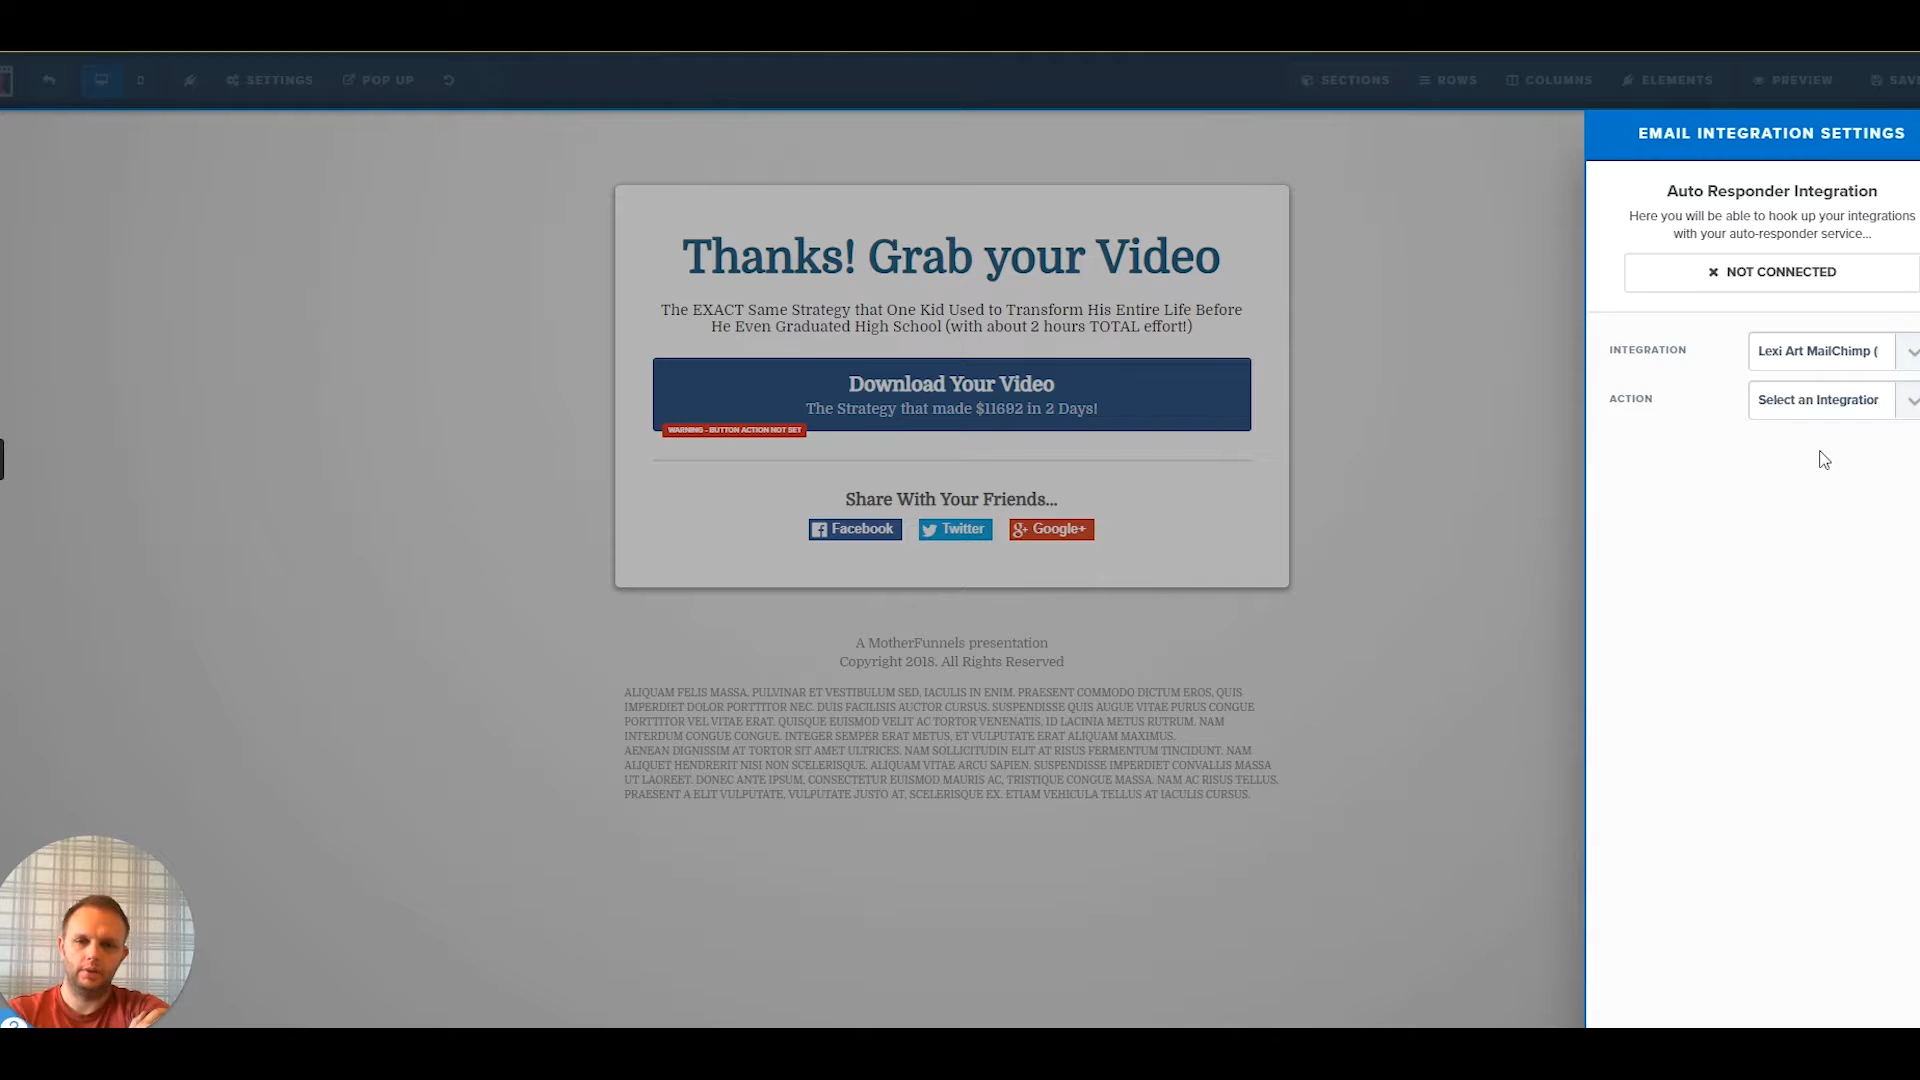 SETTINGS
POP UP
SECTIONS
ROWS
COLUMNS
ELEMENTS
PREVIEW
SAV
EMAIL INTEGRATION SETTINGS
Auto Responder Integration
Here you will be able to hook up your integrations
with your auto-responder service...
NOT CONNECTED
INTEGRATION
Lexi Art MailChimp (
ACTION
Select an Integration
Thanks! Grab your Video
The EXACT Same Strategy that One Kid Used to Transform His Entire Life Before
He Even Graduated High School (with about 2 hours TOTAL effort!)
Download Your Video
The Strategy that made $11692 in 2 Days!
WARNING - BUTTON ACTION NOT SET
Share With Your Friends...
Facebook
Twitter
Google+
A MotherFunnels presentation
Copyright 2018. All Rights Reserved
ALIQUAM FELIS MASSA, PULVINAR ET VESTIBULUM SED, IACULIS IN ENIM. PRAESENT COMMODO DICTUM EROS, QUIS
IMPERDIET DOLOR PORTTITOR NEC. DUIS FACILISIS AUCTOR CURSUS. SUSPENDISSE QUIS AUGUE VITAE PURUS CONGUE
PORTTITOR VEL VITAE ERAT. QUISQUE EUISMOD VELIT AC TORTOR VENENATIS, ID LACINIA METUS RUTRUM. NAM
INTERDUM CONGUE CONGUE. INTEGER SEMPER ERAT METUS, ET VULPUTATE ERAT ALIQUAM MAXIMUS.
AENEAN DIGNISSIM AT TORTOR SIT AMET ULTRICES. NAM SOLLICITUDIN ELIT AT RISUS FERMENTUM TINCIDUNT. NAM
ALIQUET HENDRERIT NISI NON SCELERISQUE. ALIQUAM VITAE ARCU SAPIEN. SUSPENDISSE IMPERDIET CONVALLIS MASSA
UT LAOREET. DONEC ANTE IPSUM, CONSECTETUR EUISMOD MAURIS AC, TRISTIQUE CONGUE MASSA. NAM AC RISUS TELLUS.
PRAESENT A ELIT VULPUTATE, VULPUTATE JUSTO AT, SCELERISQUE EX. ETIAM VEHICULA TELLUS AT IACULIS CURSUS.